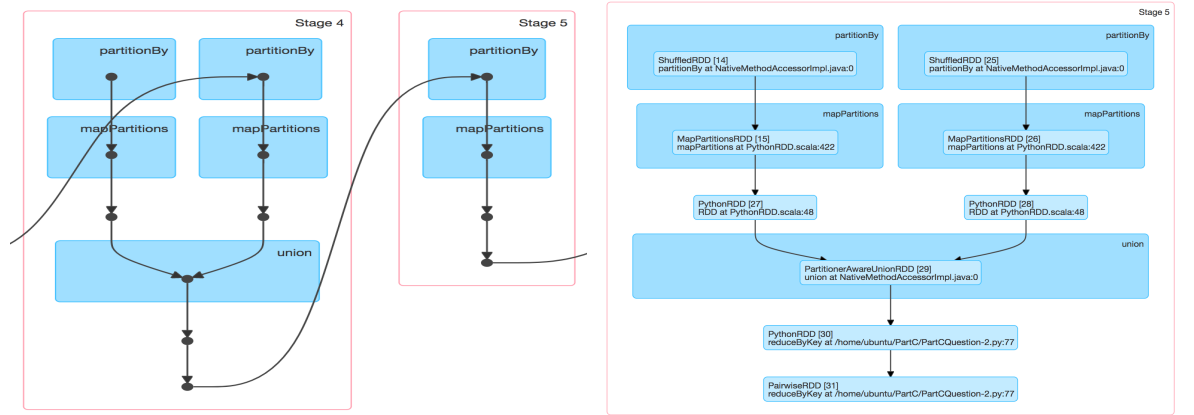 Stage 4
partitionBy
partitionBy
mapPartitions
mapPartitions
union
Stage 5
partitionBy
mapPartitions
Stage 5
partitionBy
partitionBy
ShuffledRDD [14]
partitionBy at NativeMethodAccessorImpl.java:0
ShuffledRDD [25]
partitionBy at NativeMethodAccessorImpl.java:0
mapPartitions
mapPartitions
MapPartitionsRDD [15]
mapPartitions at PythonRDD.scala:422
MapPartitionsRDD [26]
mapPartitions at PythonRDD.scala:422
PythonRDD [27]
RDD at PythonRDD.scala:48
PythonRDD [28]
RDD at PythonRDD.scala:48
union
PartitionerAwareUnionRDD [29]
union at NativeMethodAccessorImpl.java:0
PythonRDD [30]
reduceByKey at /home/ubuntu/PartC/PartCQuestion-2.py:77
PairwiseRDD [31]
reduceByKey at /home/ubuntu/PartC/PartCQuestion-2.py:77